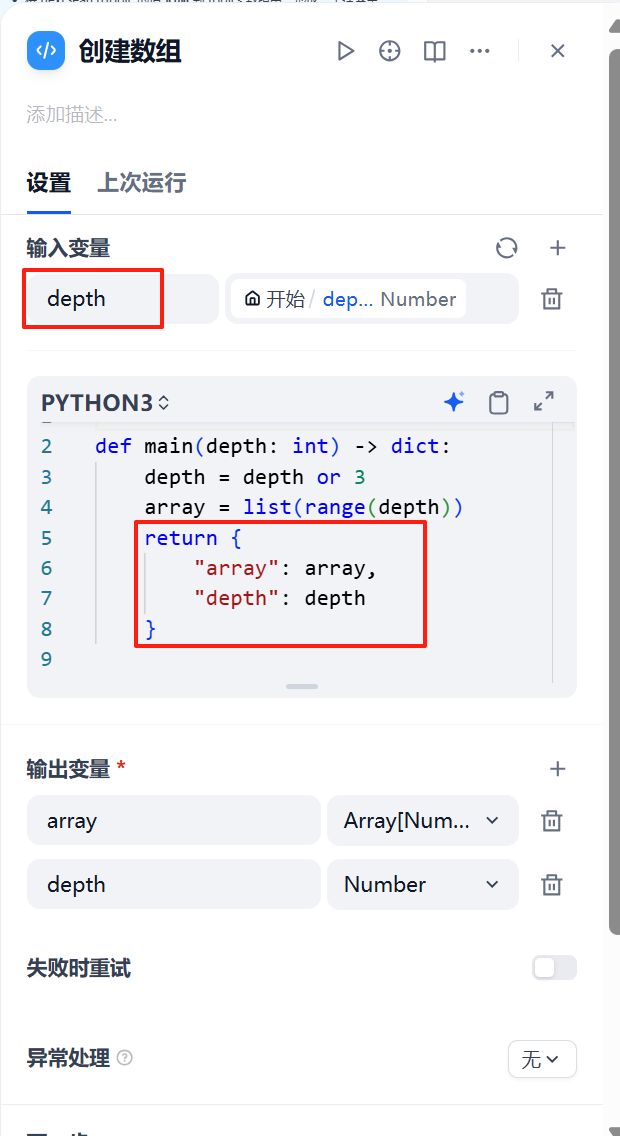 创建数组
添加描述...
设置 上次运行
输入变量
depth 开始 / dep... Number
PYTHON3
2 def main(depth: int) -> dict:
3 depth = depth or 3
4 array = list(range(depth))
5 return {
6 "array": array,
7 "depth": depth
8 }
9
输出变量 *
array Array[Num...
depth Number
失败时重试
异常处理 无